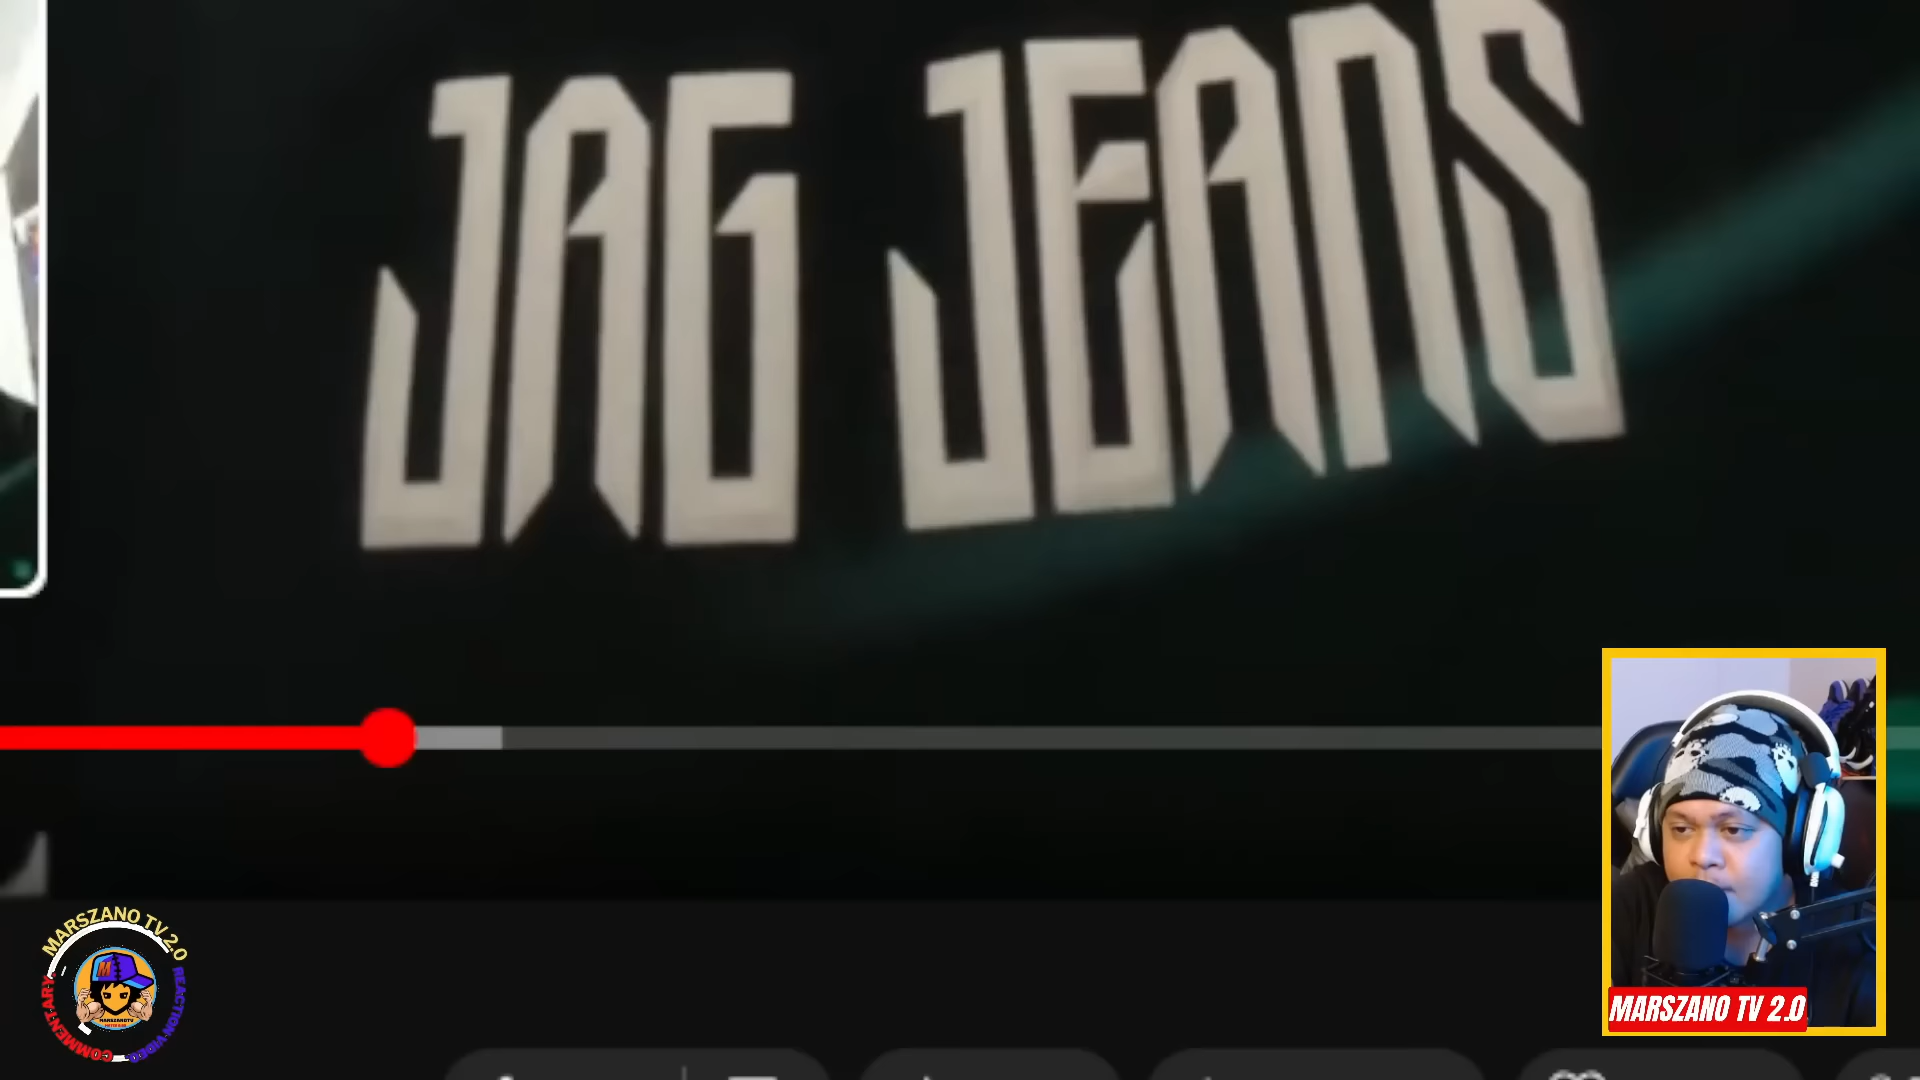 JAG JEANS
MARSZANO TV 2.0
REACTION VIDEO
COMMENTARY
MARSZANO TV 2.0